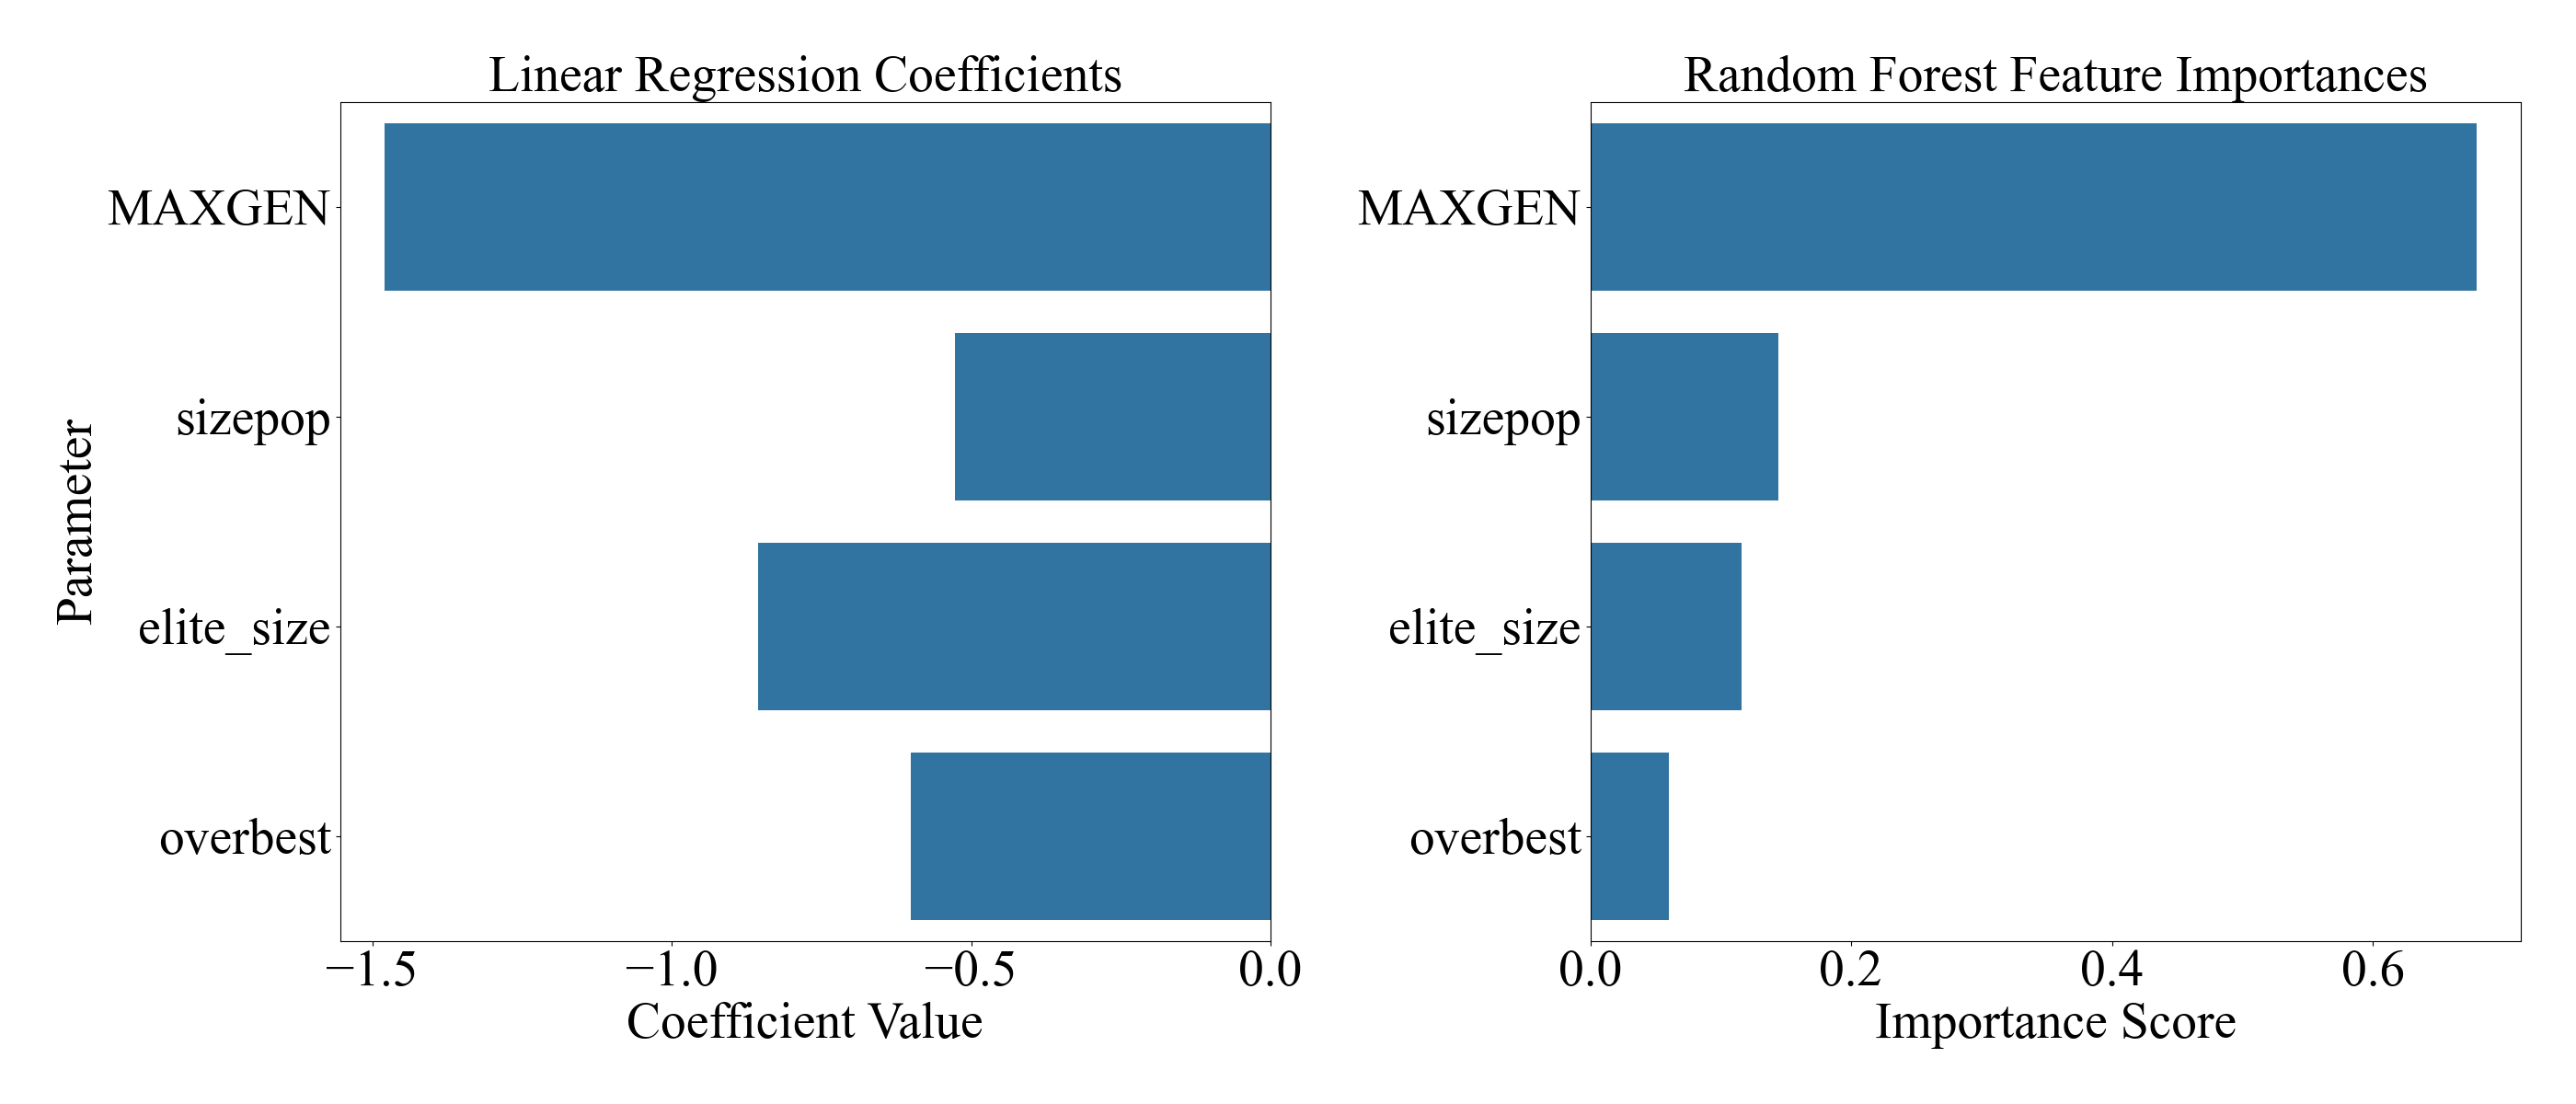 Linear Regression Coefficients
Parameter
MAXGEN
sizepop
elite_size
overbest
−1.5 −1.0 −0.5 0.0
Coefficient Value
Random Forest Feature Importances
MAXGEN
sizepop
elite_size
overbest
0.0 0.2 0.4 0.6
Importance Score